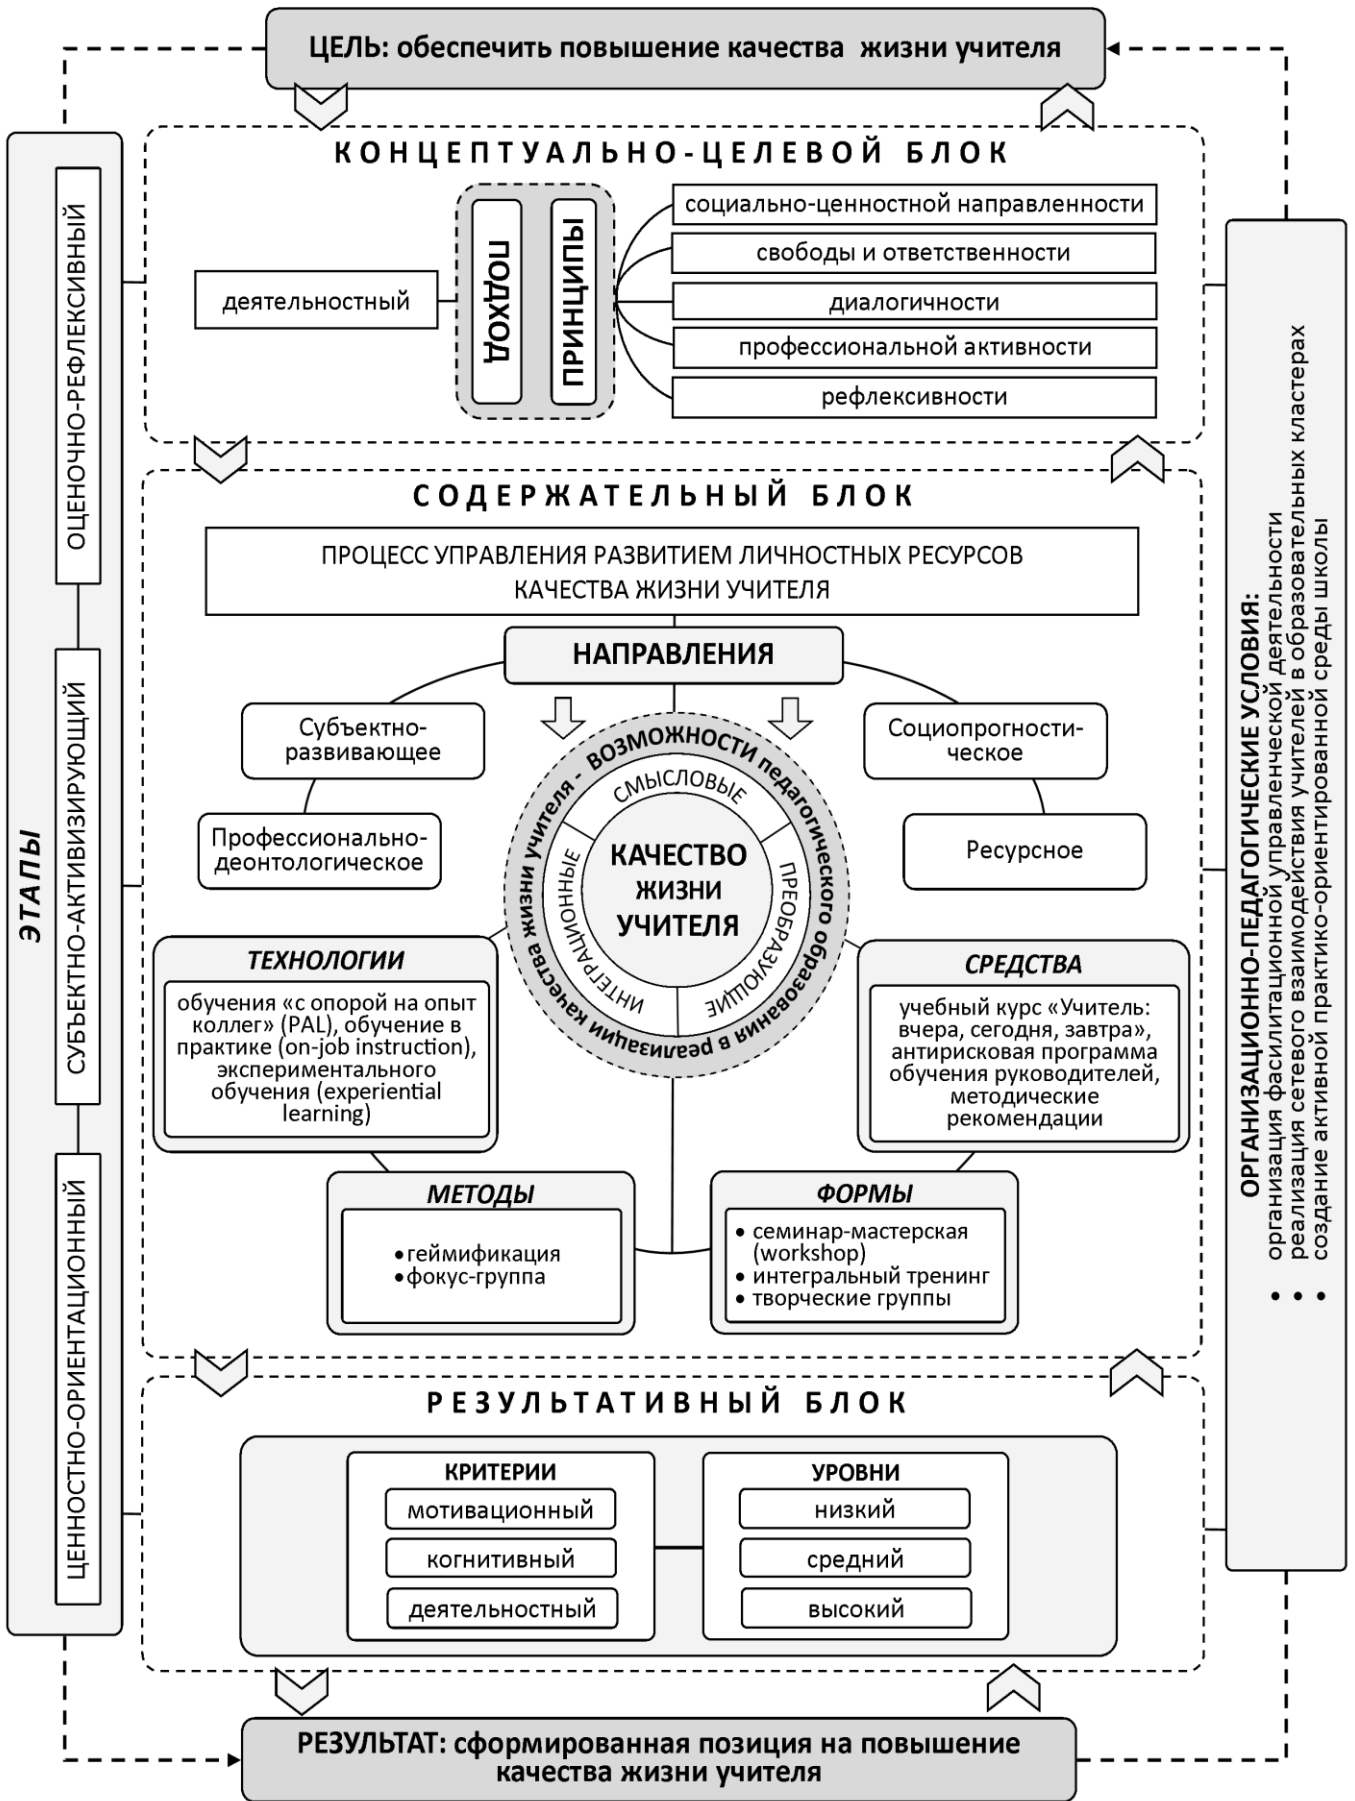 ЦЕЛЬ: обеспечить повышение качества жизни учителя
КОНЦЕПТУАЛЬНО-ЦЕЛЕВОЙ БЛОК
деятельностный
ПОДХОД
ПРИНЦИПЫ
социально-ценностной направленности
свободы и ответственности
диалогичности
профессиональной активности
рефлексивности
ЭТАПЫ
ОЦЕНОЧНО-РЕФЛЕКСИВНЫЙ
СУБЪЕКТНО-АКТИВИЗИРУЮЩИЙ
ЦЕННОСТНО-ОРИЕНТАЦИОННЫЙ
СОДЕРЖАТЕЛЬНЫЙ БЛОК
ПРОЦЕСС УПРАВЛЕНИЯ РАЗВИТИЕМ ЛИЧНОСТНЫХ РЕСУРСОВ
КАЧЕСТВА ЖИЗНИ УЧИТЕЛЯ
НАПРАВЛЕНИЯ
Субъектно-
развивающее
Профессионально-
деонтологическое
Социопрогности-
ческое
Ресурсное
ВОЗМОЖНОСТИ педагогического образования в реализации качества жизни учителя -
СМЫСЛОВЫЕ
ПРЕОБРАЗУЮЩИЕ
ИНТЕГРАЦИОННЫЕ
КАЧЕСТВО
ЖИЗНИ
УЧИТЕЛЯ
ТЕХНОЛОГИИ
обучения «с опорой на опыт
коллег» (PAL), обучение в
практике (on-job instruction),
экспериментального
обучения (experiential
learning)
СРЕДСТВА
учебный курс «Учитель:
вчера, сегодня, завтра»,
антирисковая программа
обучения руководителей,
методические
рекомендации
МЕТОДЫ
• геймификация
• фокус-группа
ФОРМЫ
• семинар-мастерская
(workshop)
• интегральный тренинг
• творческие группы
ОРГАНИЗАЦИОННО-ПЕДАГОГИЧЕСКИЕ УСЛОВИЯ:
• организация фасилитационной управленческой деятельности
• реализация сетевого взаимодействия учителей в образовательных кластерах
• создание активной практико-ориентированной среды школы
РЕЗУЛЬТАТИВНЫЙ БЛОК
КРИТЕРИИ
мотивационный
когнитивный
деятельностный
УРОВНИ
низкий
средний
высокий
РЕЗУЛЬТАТ: сформированная позиция на повышение
качества жизни учителя